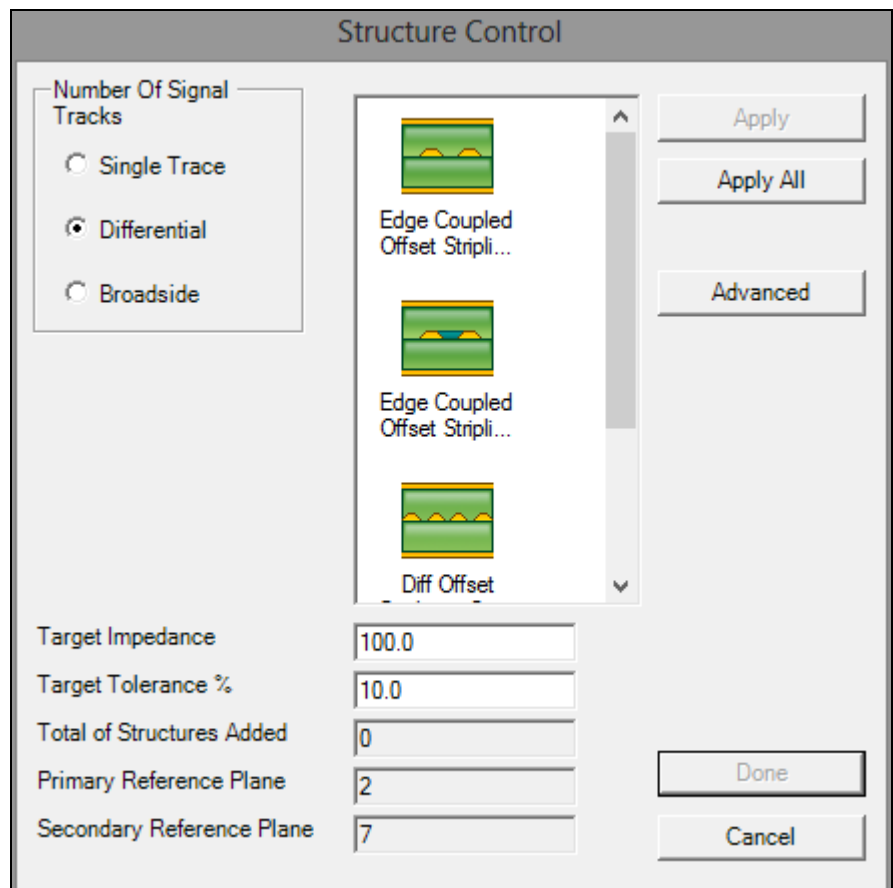 Structure Control
Number Of Signal
Tracks
Single Trace
Differential
Broadside
Edge Coupled
Offset Stripli...
Edge Coupled
Offset Stripli...
Diff Offset
Apply
Apply All
Advanced
Target Impedance
100.0
Target Tolerance %
10.0
Total of Structures Added
0
Primary Reference Plane
2
Secondary Reference Plane
7
Done
Cancel